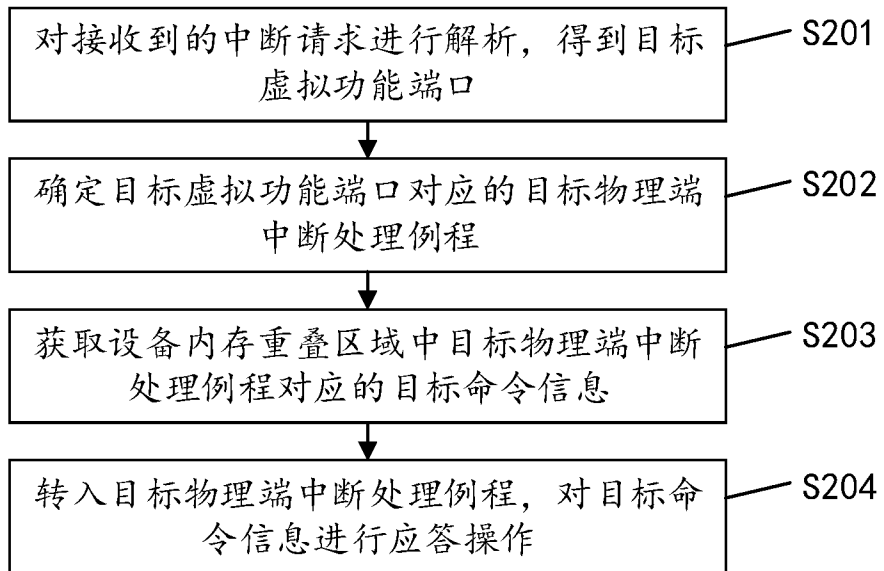 对接收到的中断请求进行解析，得到目标
虚拟功能端口
S201
确定目标虚拟功能端口对应的目标物理端
中断处理例程
S202
获取设备内存重叠区域中目标物理端中断
处理例程对应的目标命令信息
S203
转入目标物理端中断处理例程，对目标命
令信息进行应答操作
S204